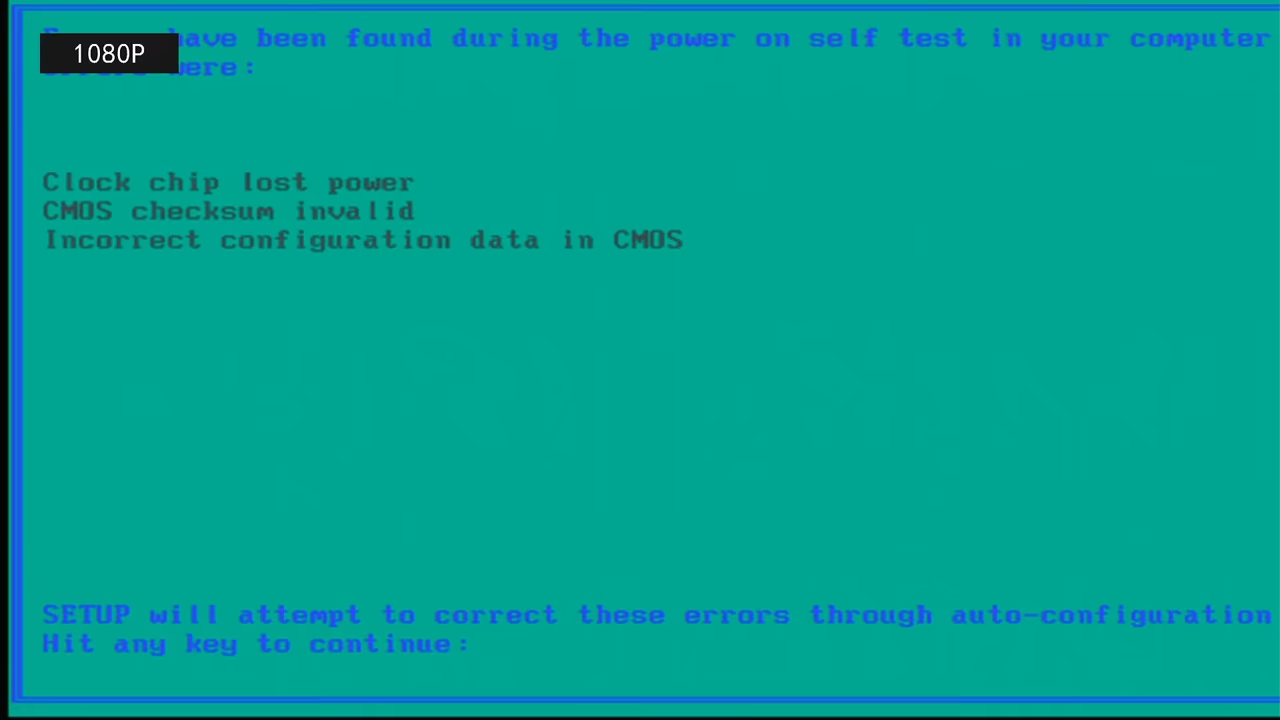 1080P
have been found during the power on self test in your computer
were:
Clock chip lost power
CMOS checksum invalid
Incorrect configuration data in CMOS
SETUP will attempt to correct these errors through auto-configuration
Hit any key to continue: